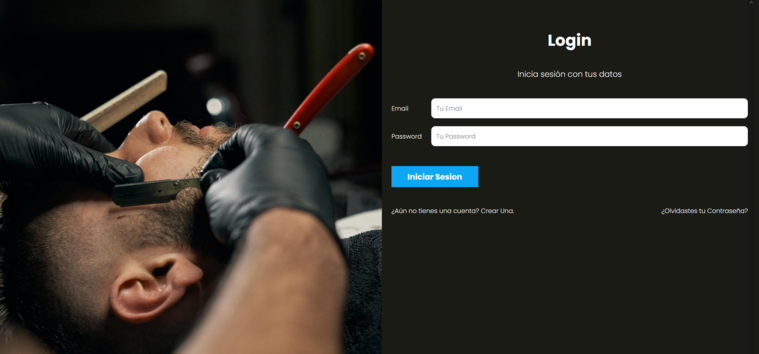 Login
Inicia sesión con tus datos
Email
Tu Email
Password
Tu Password
Iniciar Sesion
¿Aún no tienes una cuenta? Crear Una.
¿Olvidastes tu Contraseña?